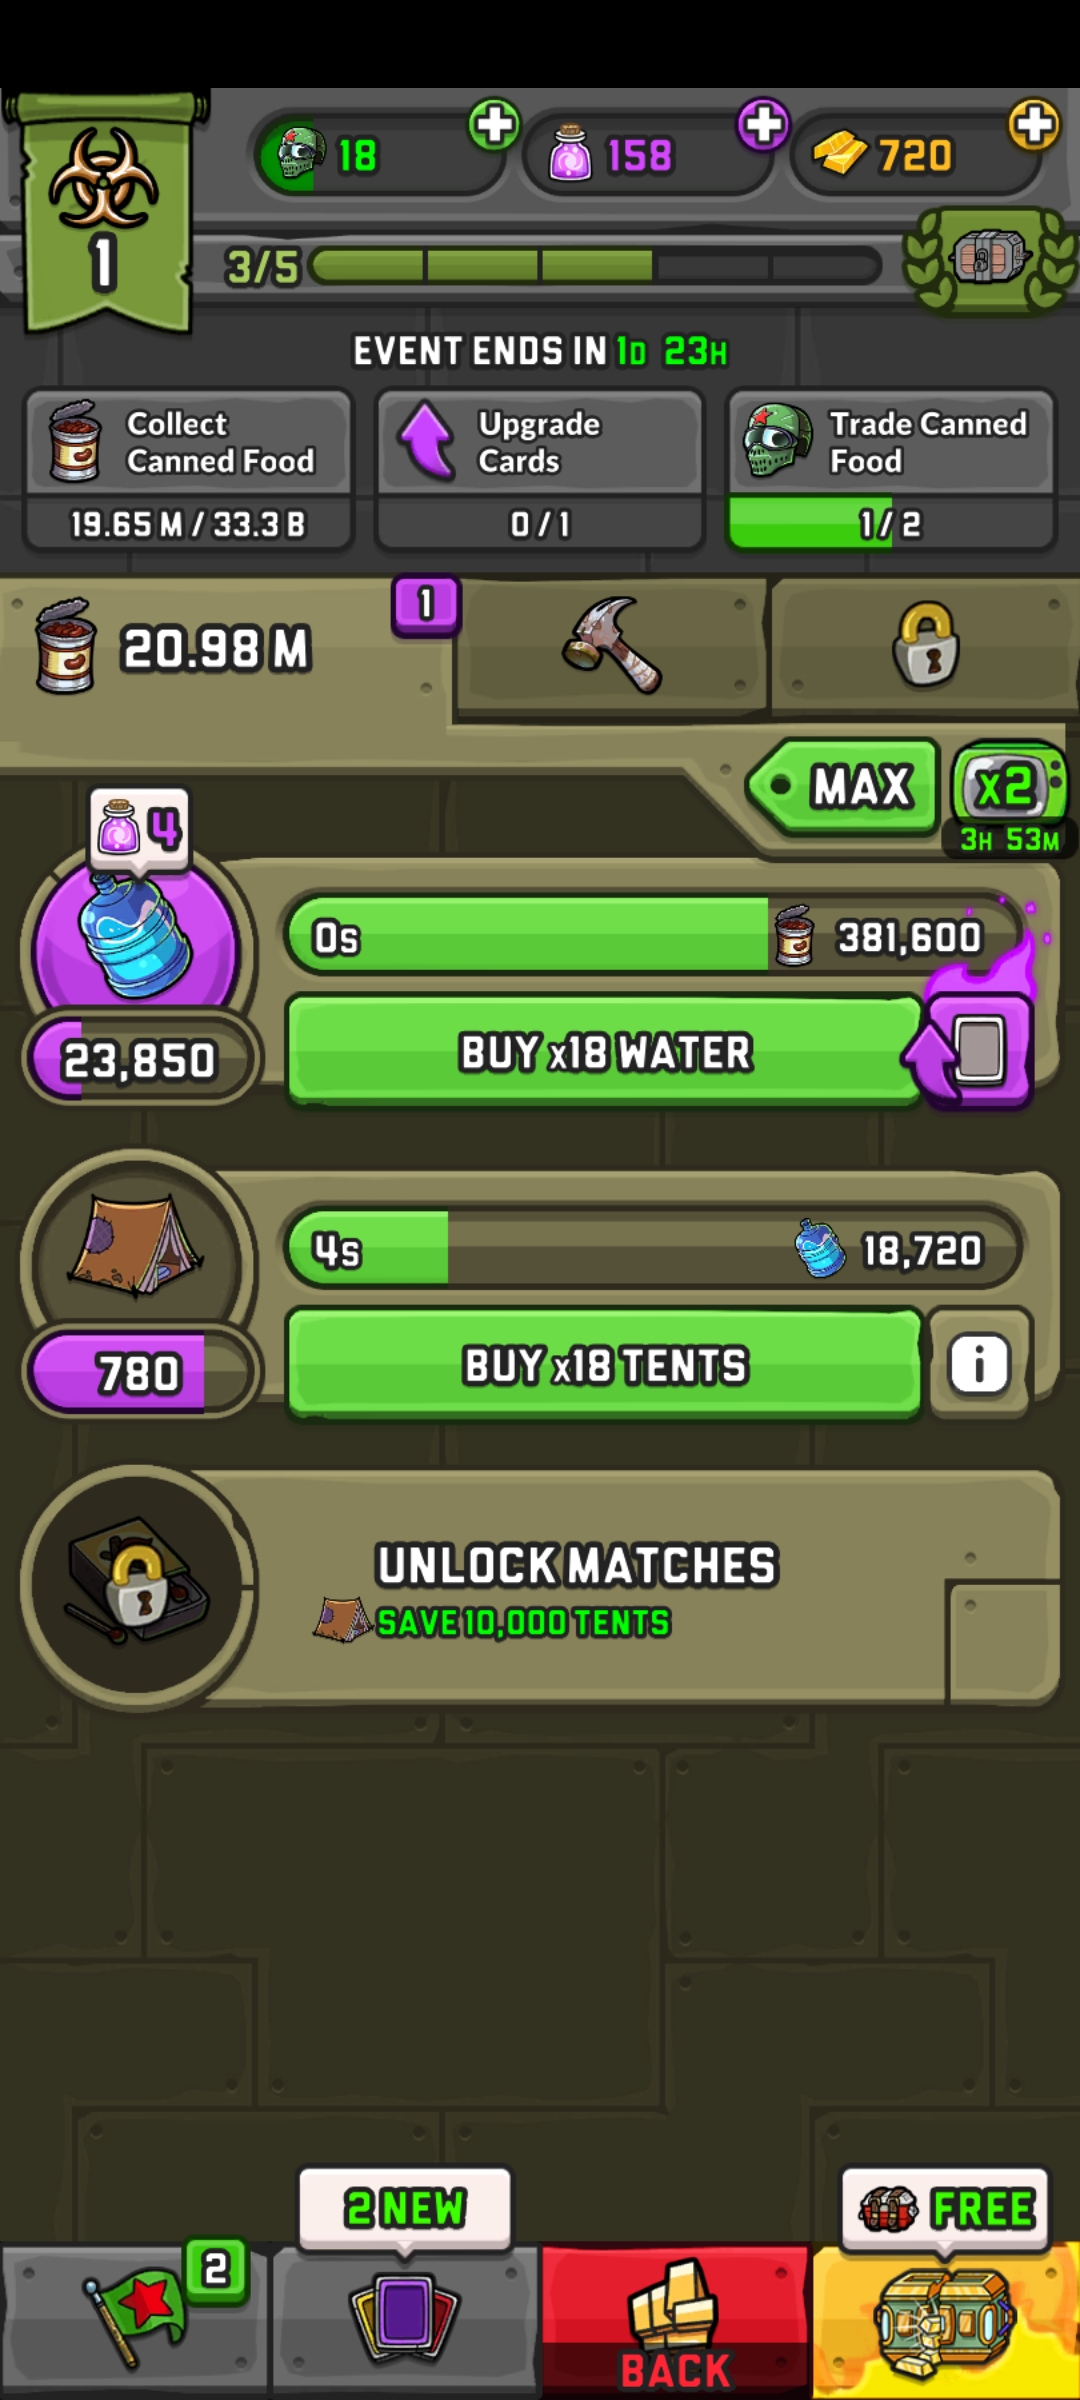 1
18
158
720
3/5
EVENT ENDS IN 1D 23H
Collect
Canned Food
19.65 M / 33.3 B
Upgrade
Cards
0 / 1
Trade Canned
Food
1 / 2
20.98 M
1
MAX
x2
3H 53M
4
0s
381,600
23,850
BUY x18 WATER
4s
18,720
780
BUY x18 TENTS
i
UNLOCK MATCHES
SAVE 10,000 TENTS
2
2 NEW
BACK
FREE